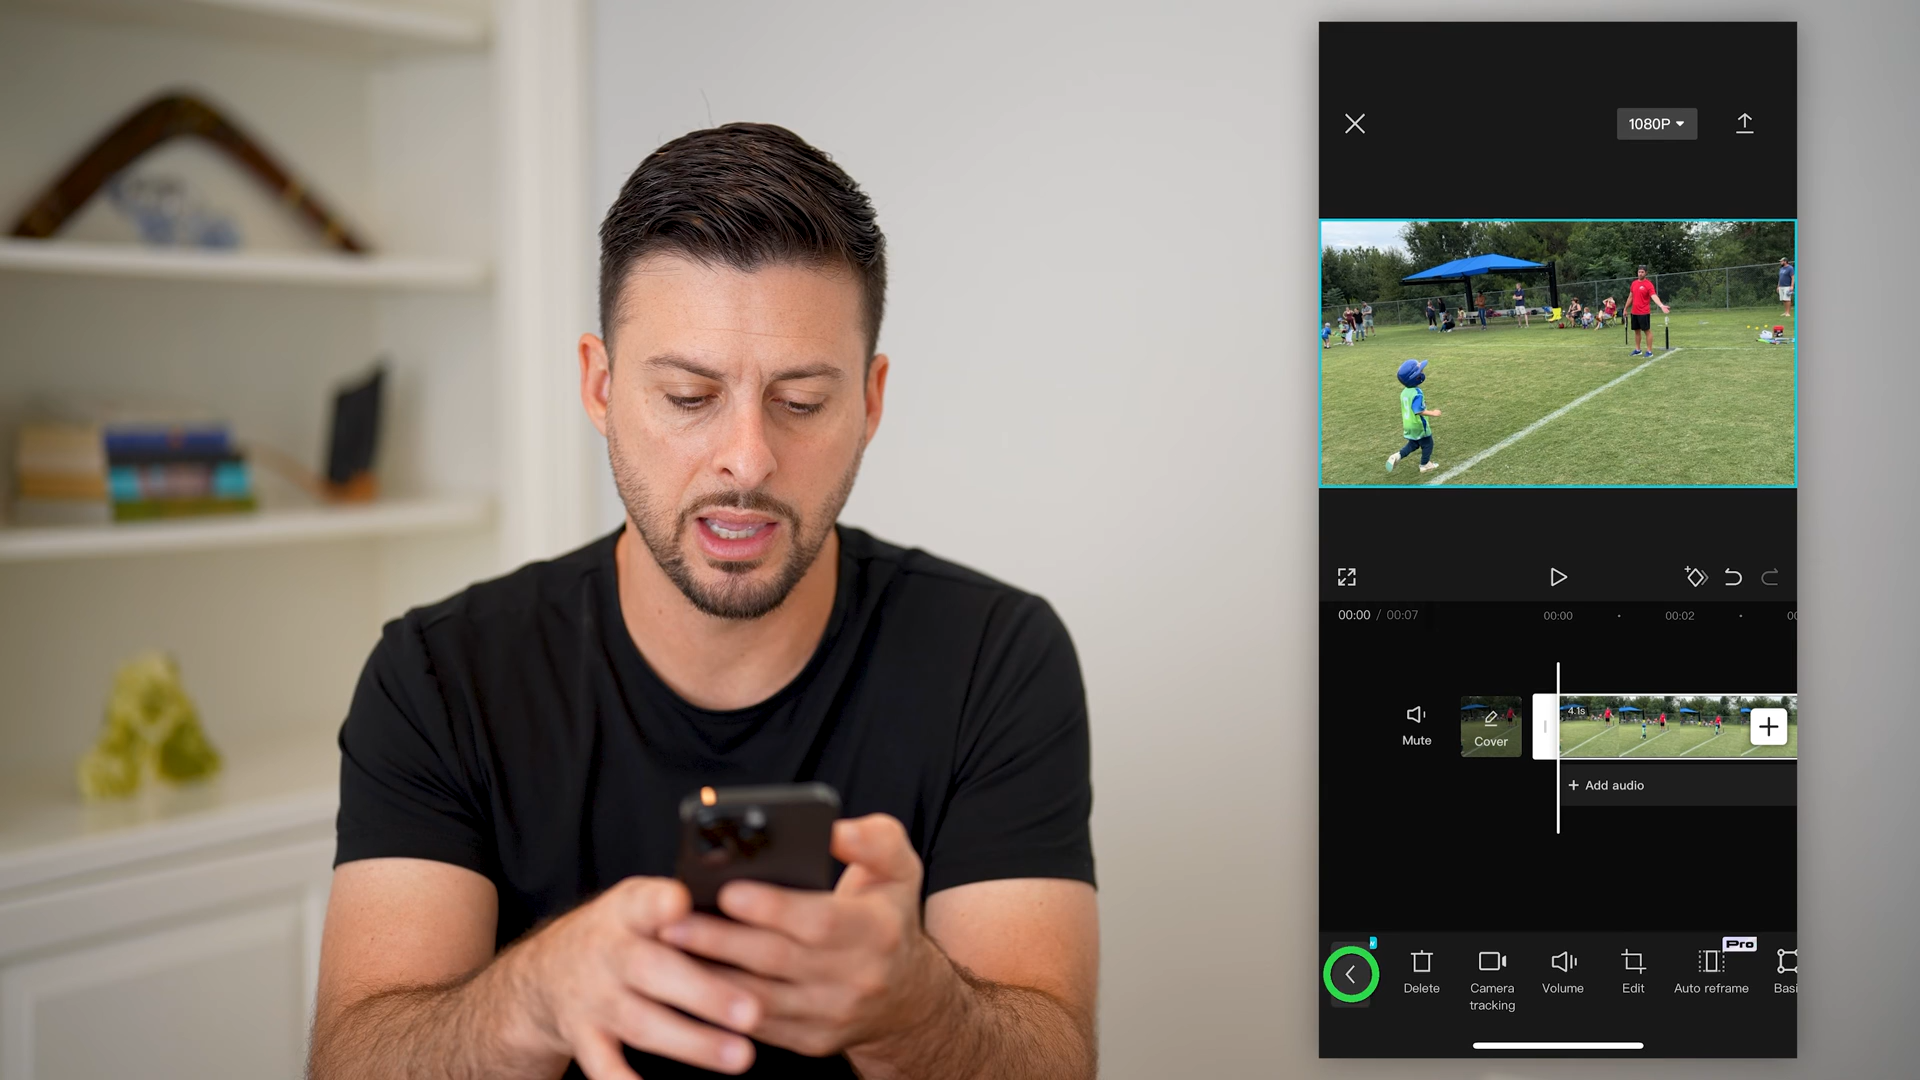 1080P
00:00 / 00:07
00:00
00:02
Mute
Cover
4.1s
+ Add audio
Pro
Delete
Camera
tracking
Volume
Edit
Auto reframe
Basi